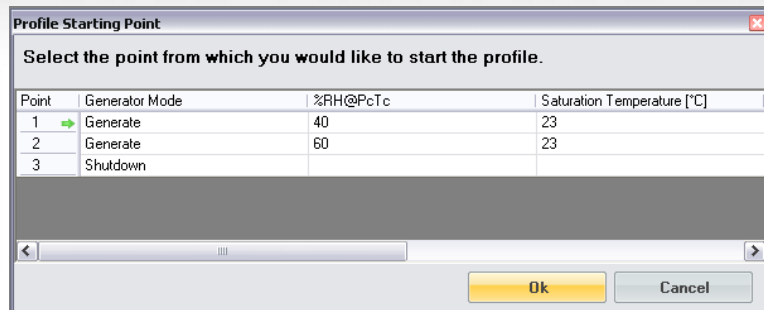 Profile Starting Point
Select the point from which you would like to start the profile.
Point Generator Mode %RH@PcTc Saturation Temperature [°C]
1 Generate 40 23
2 Generate 60 23
3 Shutdown
Ok Cancel